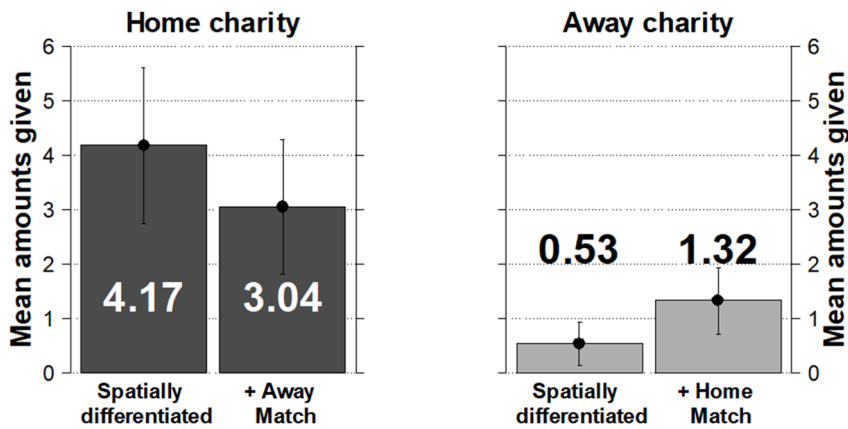 Home charity
Mean amounts given
6
5
4
3
2
1
0
4.17
3.04
Spatially
differentiated
+ Away
Match
Away charity
6
5
4
3
2
1
0
Mean amounts given
0.53
1.32
Spatially
differentiated
+ Home
Match